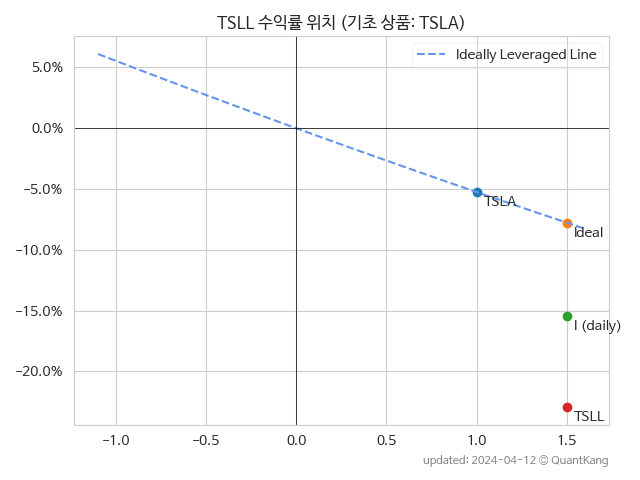 TSLL 수익률 위치 (기초 상품: TSLA)
Ideally Leveraged Line
5.0%
0.0%
−5.0%
TSLA
Ideal
−10.0%
−15.0%
I (daily)
−20.0%
TSLL
−1.0
−0.5
0.0
0.5
1.0
1.5
updated: 2024-04-12 © QuantKang